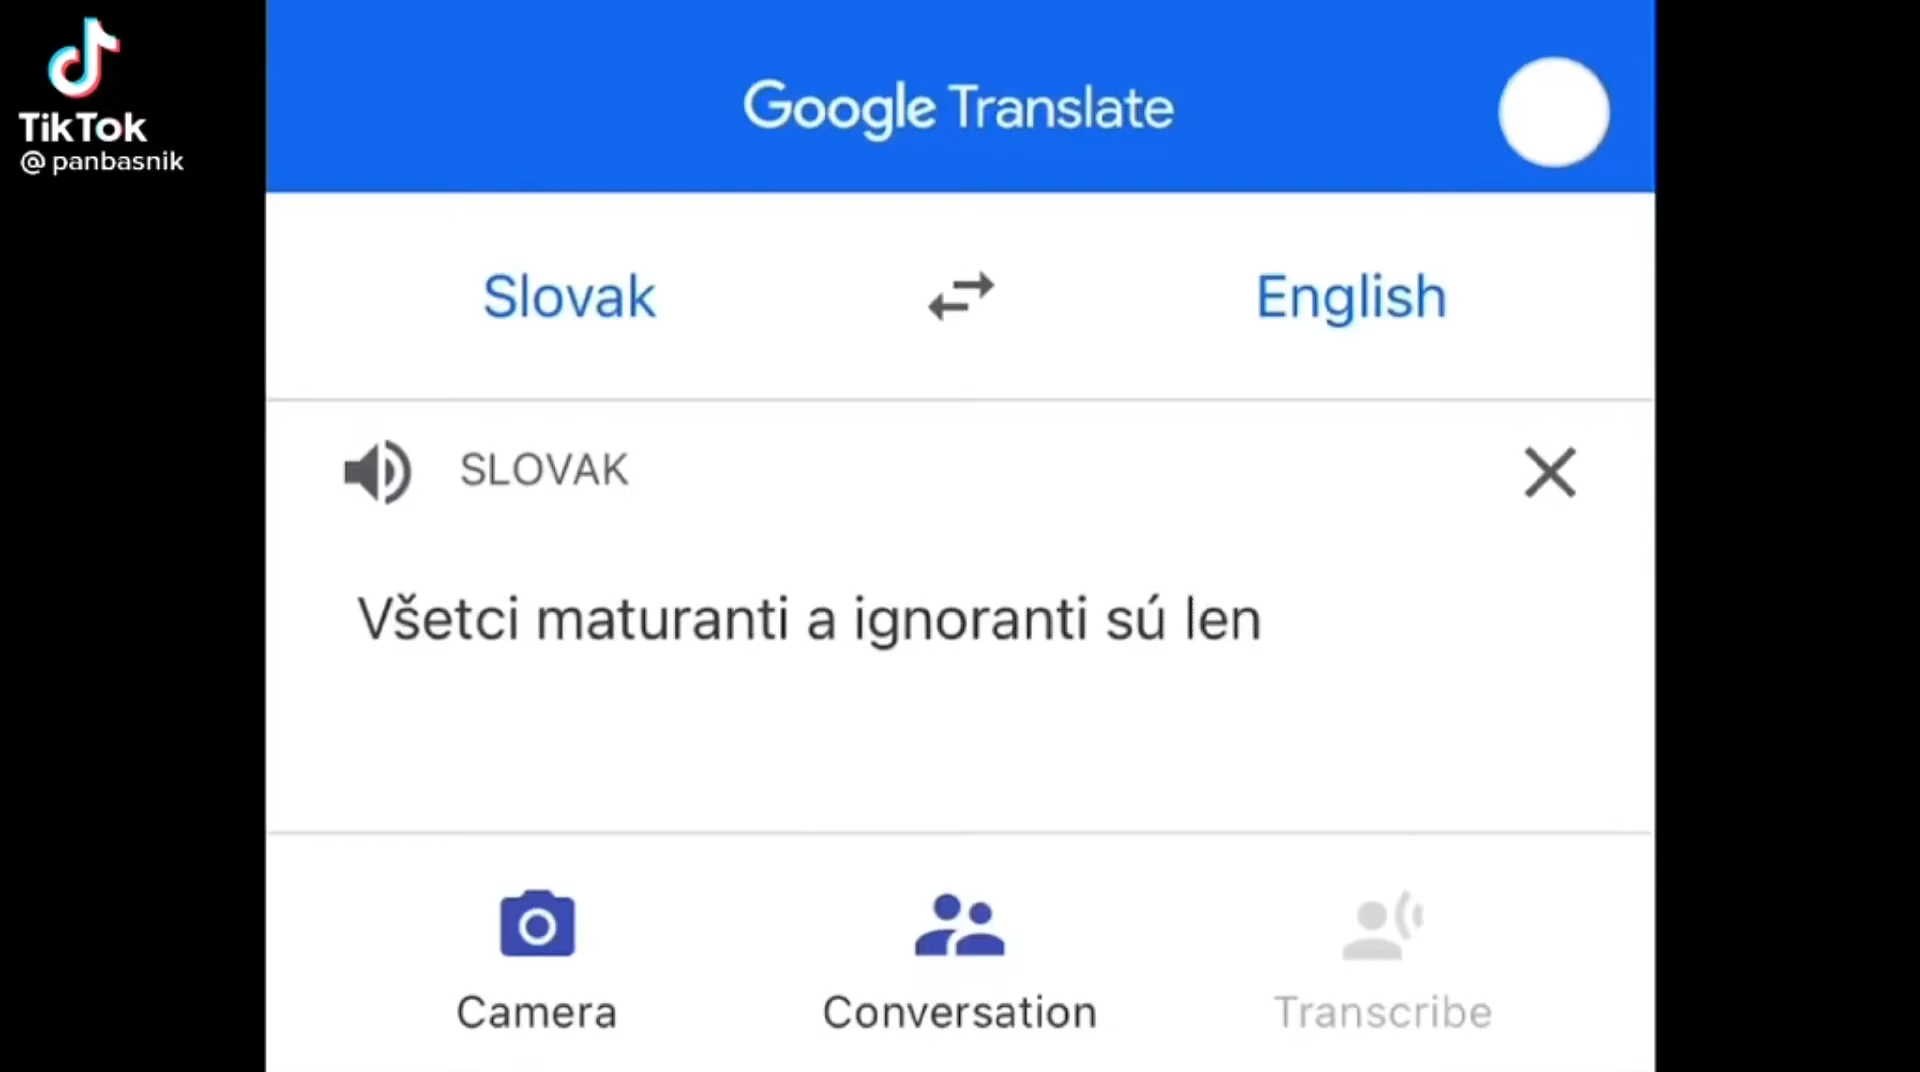 TikTok
@panbasnik
Google Translate
Slovak English
SLOVAK
Všetci maturanti a ignoranti sú len
Camera Conversation Transcribe